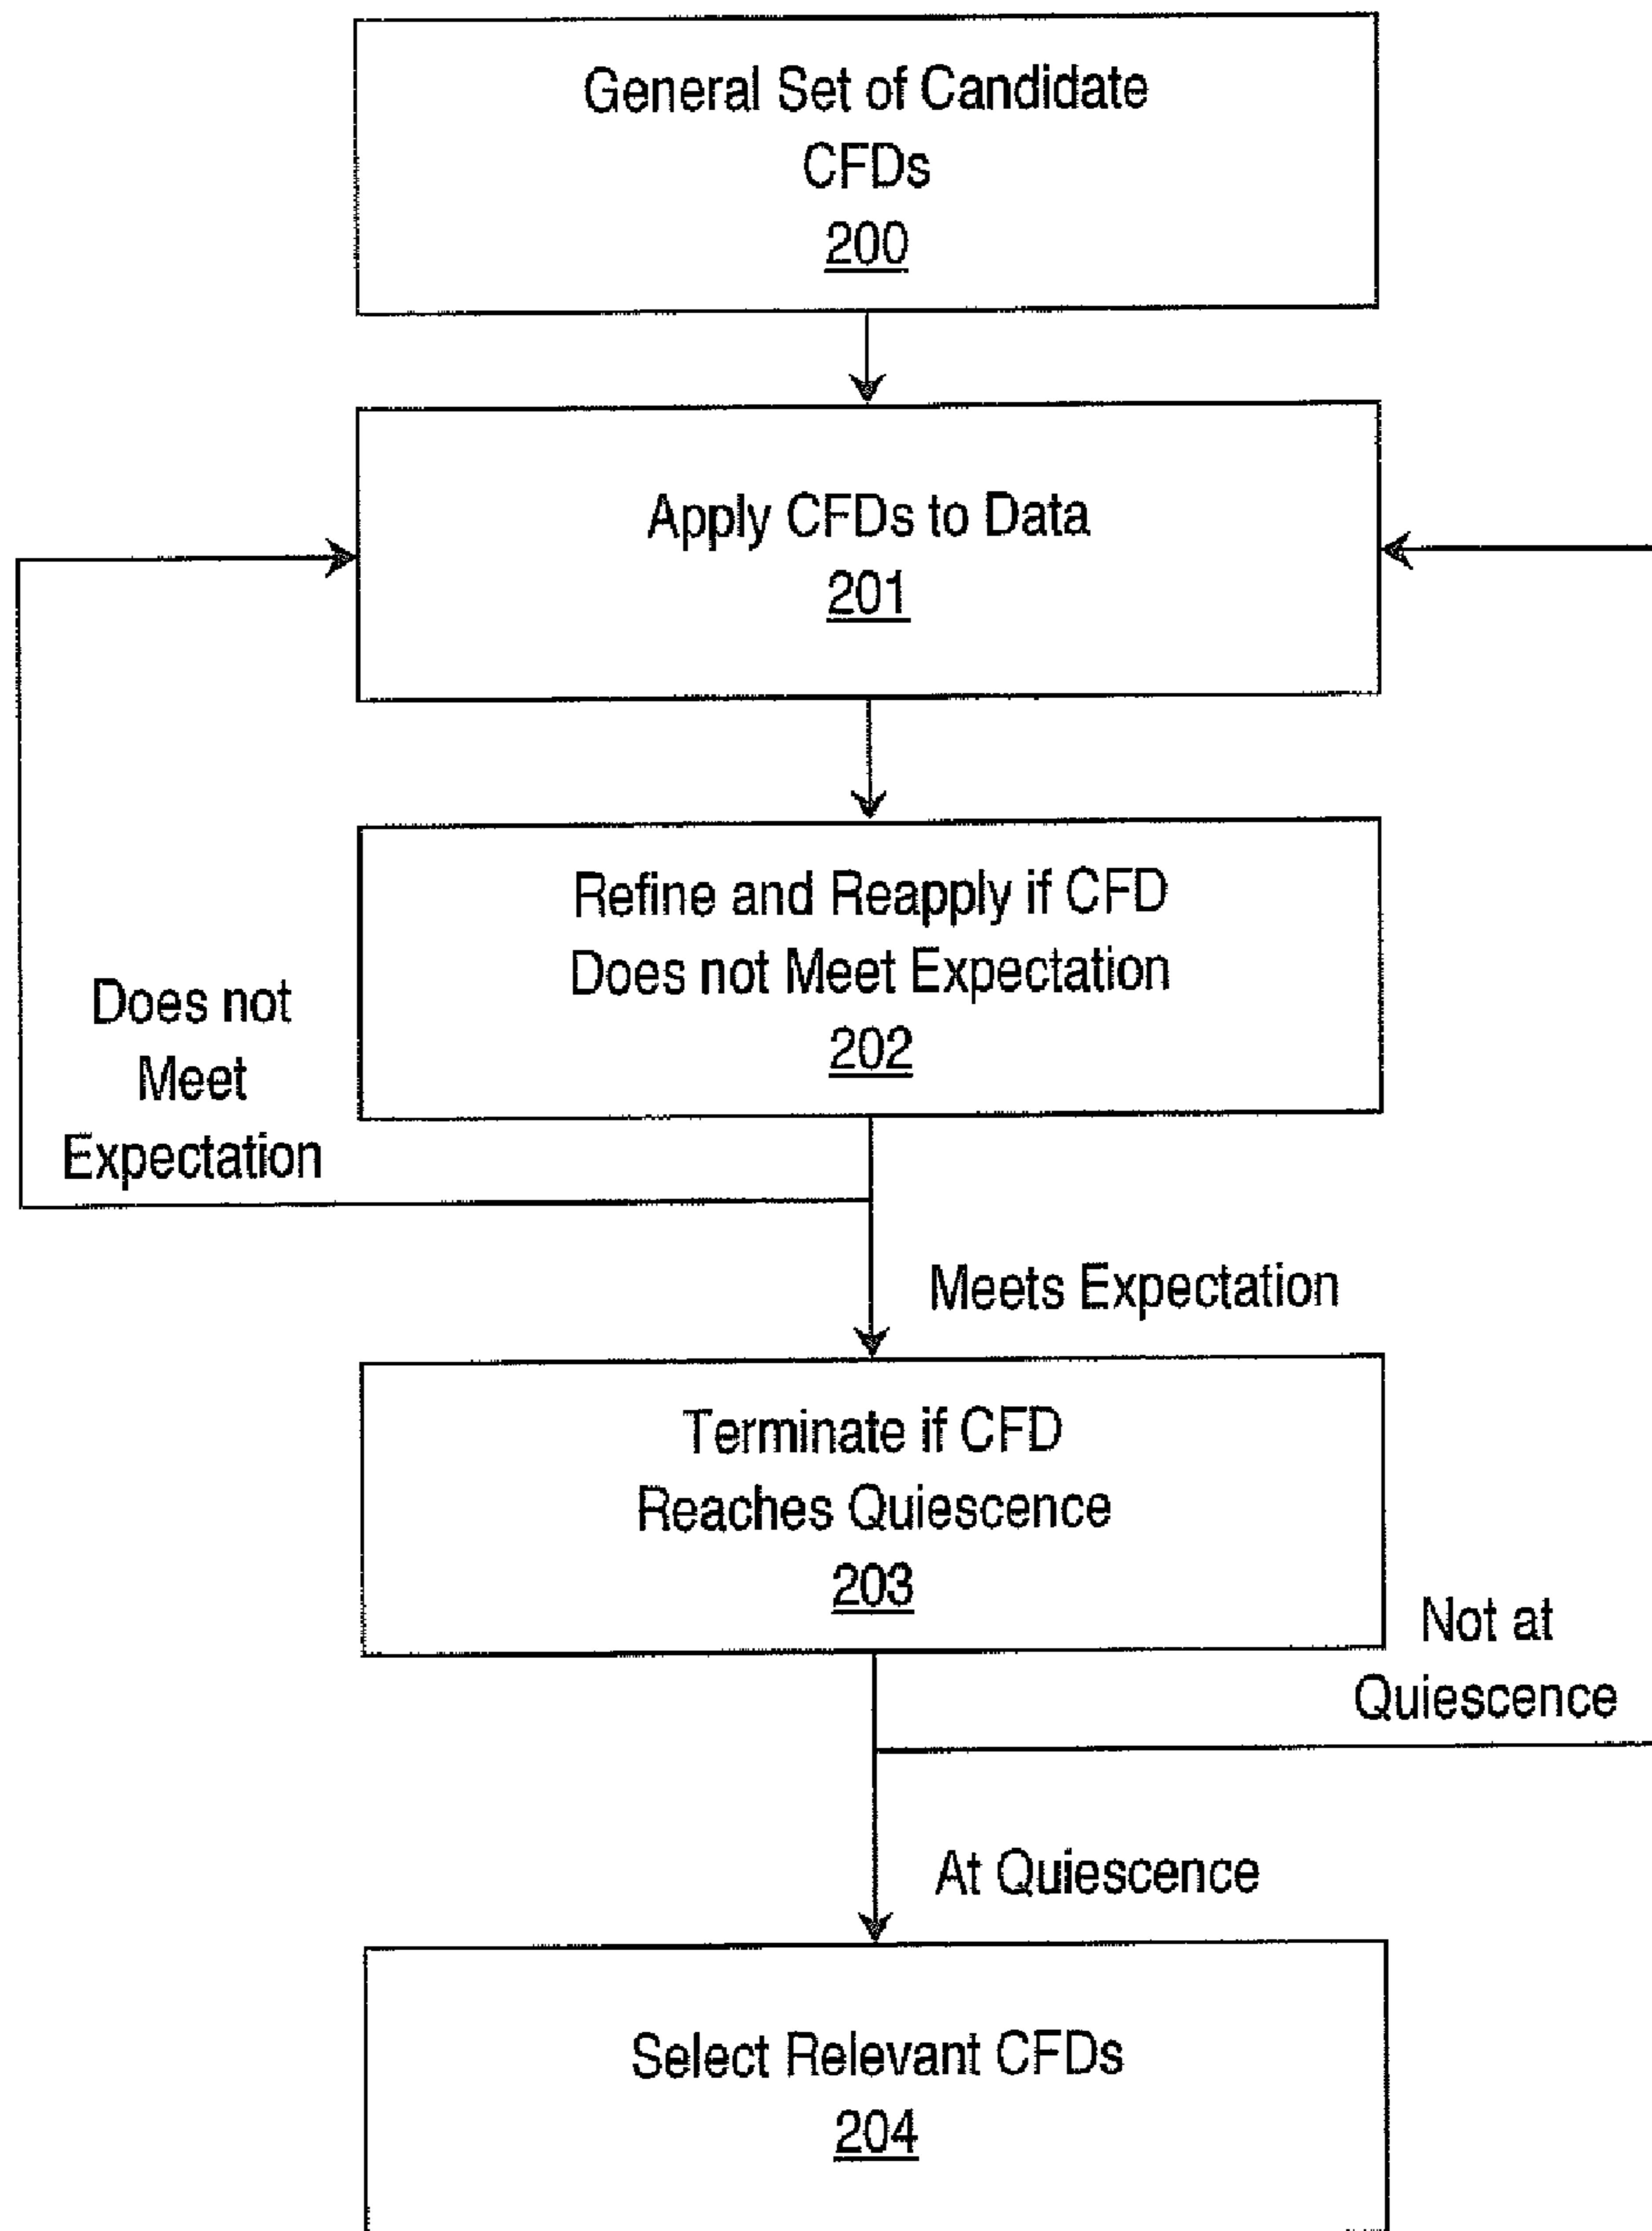 General Set of Candidate
CFDs
200
Apply CFDs to Data
201
Refine and Reapply if CFD
Does not Meet Expectation
202
Does not
Meet
Expectation
Meets Expectation
Terminate if CFD
Reaches Quiescence
203
Not at
Quiescence
At Quiescence
Select Relevant CFDs
204